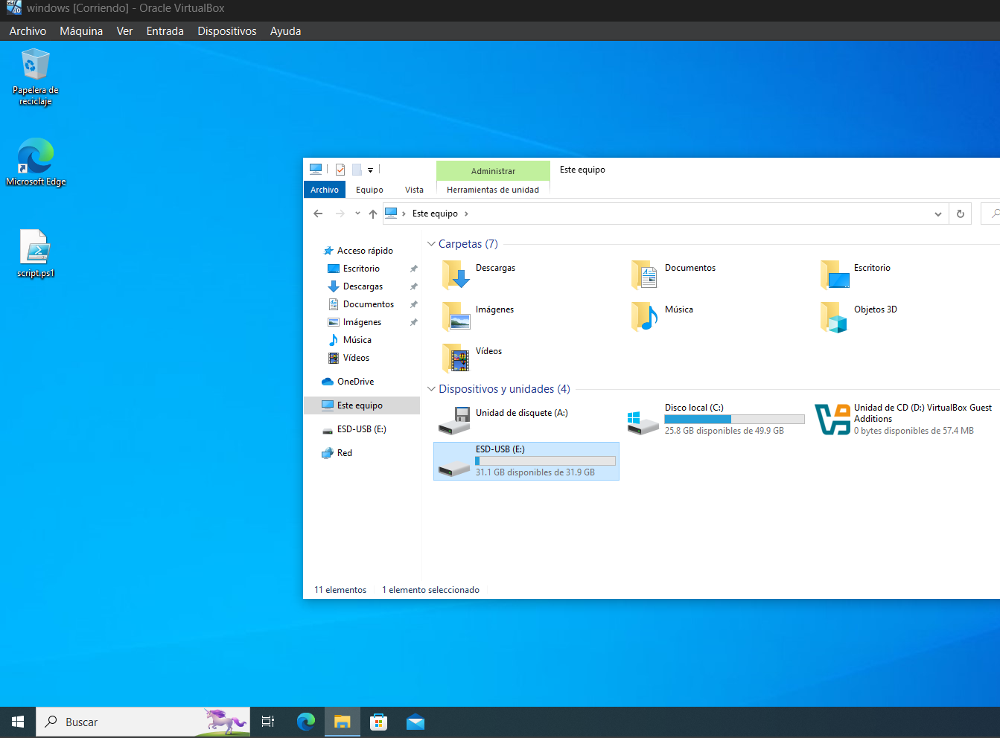 windows [Corriendo] - Oracle VirtualBox
Archivo Máquina Ver Entrada Dispositivos Ayuda
Papelera de
reciclaje
Microsoft Edge
script.ps1
Administrar
Este equipo
Archivo Equipo Vista Herramientas de unidad
Este equipo
Acceso rápido
Escritorio
Descargas
Documentos
Imágenes
Música
Vídeos
OneDrive
Este equipo
ESD-USB (E:)
Red
Carpetas (7)
Descargas
Documentos
Escritorio
Imágenes
Música
Objetos 3D
Vídeos
Dispositivos y unidades (4)
Unidad de disquete (A:)
Disco local (C:)
25.8 GB disponibles de 49.9 GB
Unidad de CD (D:) VirtualBox Guest
Additions
0 bytes disponibles de 57.4 MB
ESD-USB (E:)
31.1 GB disponibles de 31.9 GB
11 elementos 1 elemento seleccionado
Buscar